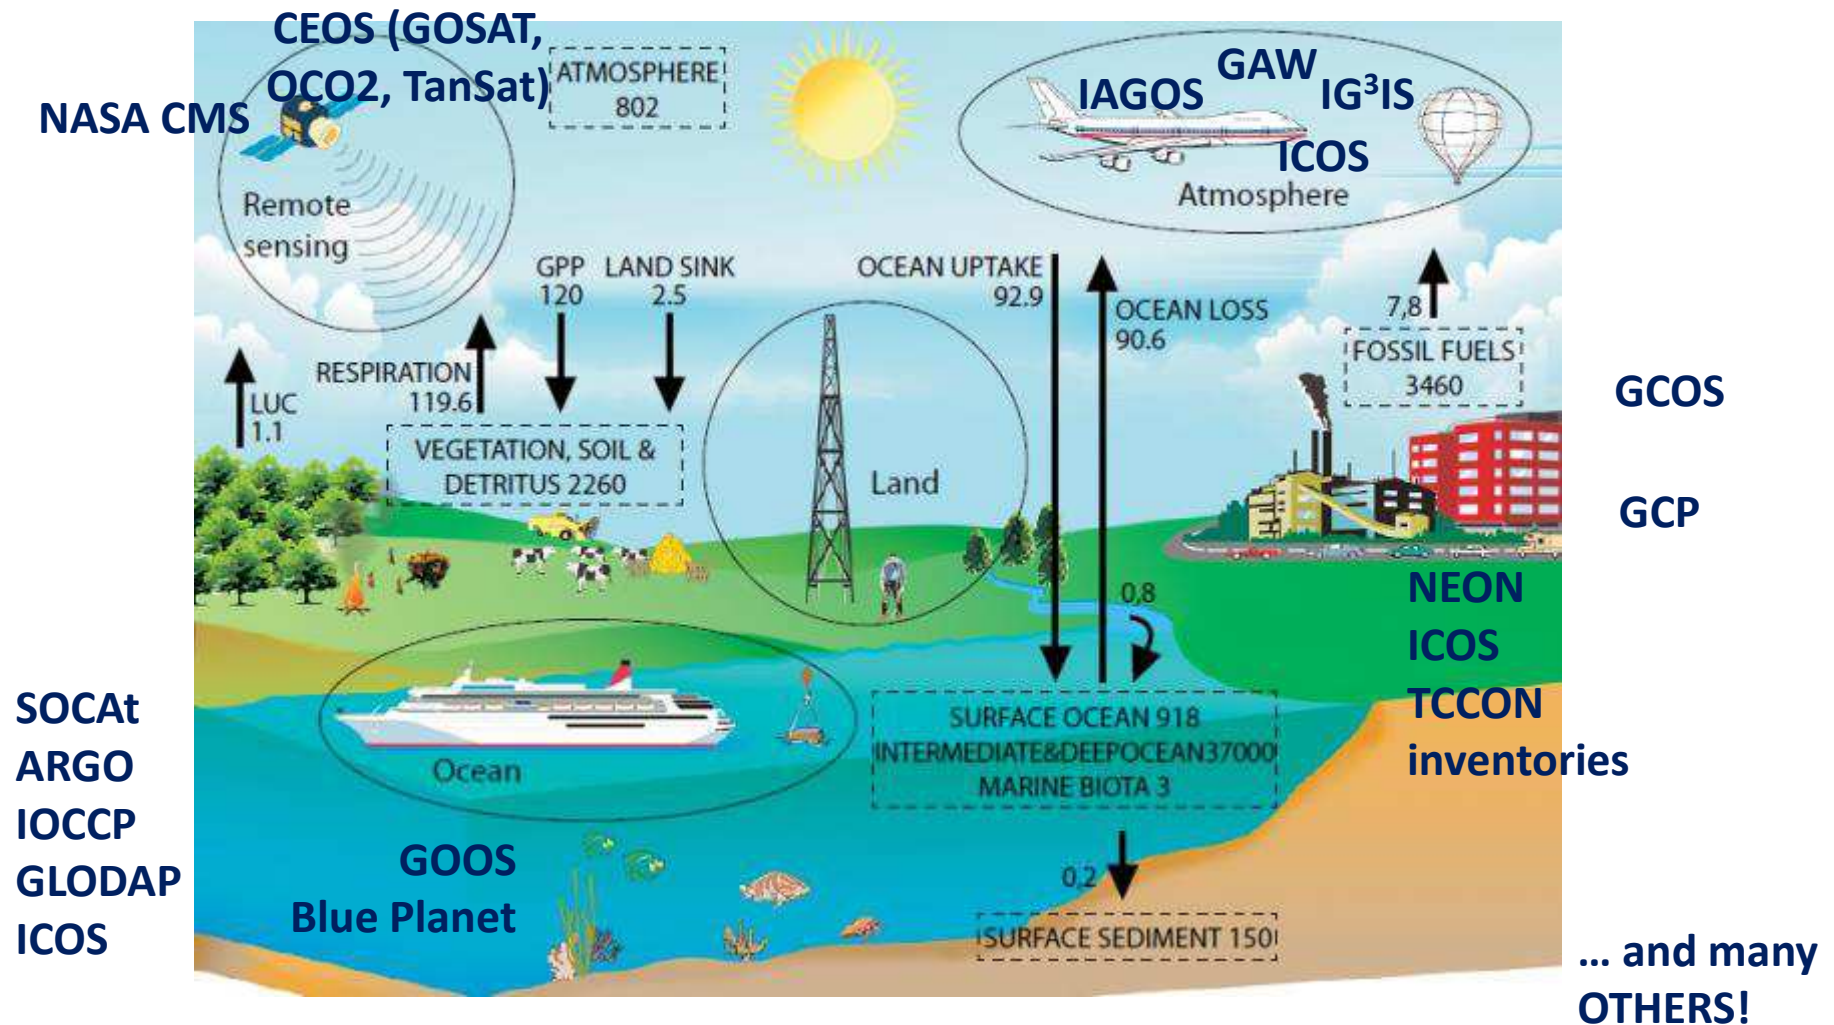 CEOS (GOSAT,
OCO2, TanSat)
NASA CMS
ATMOSPHERE
802
GAW
IAGOS
IG³IS
ICOS
Atmosphere
Remote
sensing
GPP
120
LAND SINK
2.5
OCEAN UPTAKE
92.9
OCEAN LOSS
90.6
7,8
FOSSIL FUELS
3460
RESPIRATION
119.6
LUC
1.1
VEGETATION, SOIL &
DETRITUS 2260
Land
GCOS
GCP
0,8
NEON
ICOS
TCCON
inventories
SOCAt
ARGO
IOCCP
GLODAP
ICOS
Ocean
SURFACE OCEAN 918
INTERMEDIATE&DEEPOCEAN37000
MARINE BIOTA 3
GOOS
Blue Planet
0,2
SURFACE SEDIMENT 150
... and many
OTHERS!